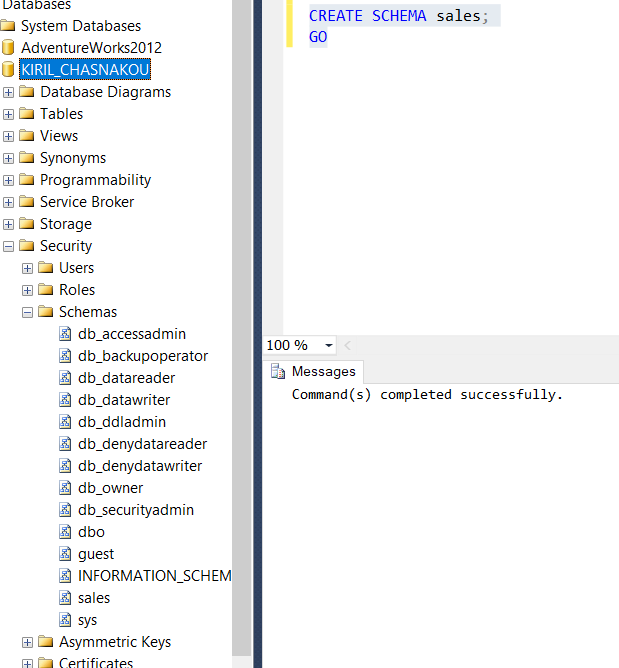 Databases
System Databases
AdventureWorks2012
KIRIL_CHASNAKOU
Database Diagrams
Tables
Views
Synonyms
Programmability
Service Broker
Storage
Security
Users
Roles
Schemas
db_accessadmin
db_backupoperator
db_datareader
db_datawriter
db_ddladmin
db_denydatareader
db_denydatawriter
db_owner
db_securityadmin
dbo
guest
INFORMATION_SCHEM
sales
sys
Asymmetric Keys
Certificates
CREATE SCHEMA sales;
GO
100 %
Messages
Command(s) completed successfully.